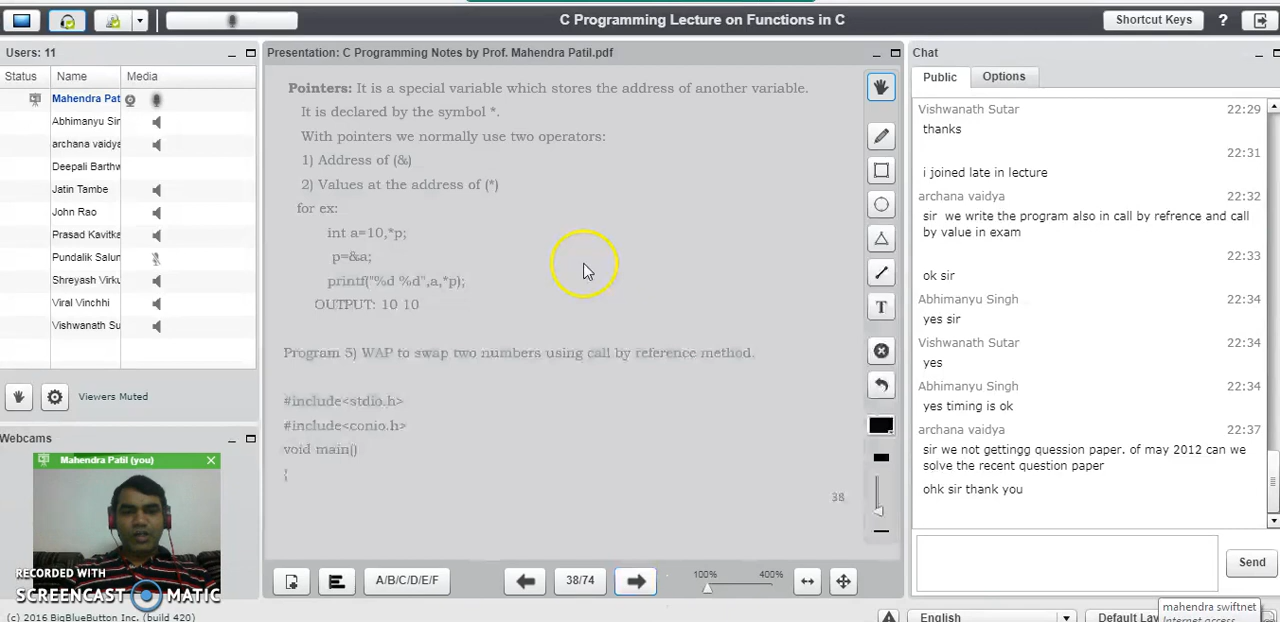 C Programming Lecture on Functions in C
Shortcut Keys
?
Users: 11
Status Name Media
Mahendra Pat
Abhimanyu Sin
archana vaidya
Deepali Barthw
Jatin Tambe
John Rao
Prasad Kavitka
Pundalik Salun
Shreyash Virku
Viral Vinchhi
Vishwanath Su
Viewers Muted
Webcams
Mahendra Patil (you)
RECORDED WITH
SCREENCAST MATIC
(c) 2016 BigBlueButton Inc. (build 420)
Presentation: C Programming Notes by Prof. Mahendra Patil.pdf
Pointers: It is a special variable which stores the address of another variable.
It is declared by the symbol *.
With pointers we normally use two operators:
1) Address of (&)
2) Values at the address of (*)
for ex:
int a=10,*p;
p=&a;
printf("%d %d",a,*p);
OUTPUT: 10 10
Program 5) WAP to swap two numbers using call by reference method.
#include<stdio.h>
#include<conio.h>
void main()
{
38
T
A/B/C/D/E/F
38/74
100% 400%
Chat
Public Options
Vishwanath Sutar 22:29
thanks
22:31
i joined late in lecture
archana vaidya 22:32
sir we write the program also in call by refrence and call
by value in exam
22:33
ok sir
Abhimanyu Singh 22:34
yes sir
Vishwanath Sutar 22:34
yes
Abhimanyu Singh 22:34
yes timing is ok
archana vaidya 22:37
sir we not gettingg quession paper. of may 2012 can we
solve the recent question paper
ohk sir thank you
Send
English
Default Lay
mahendra swiftnet
Internet access